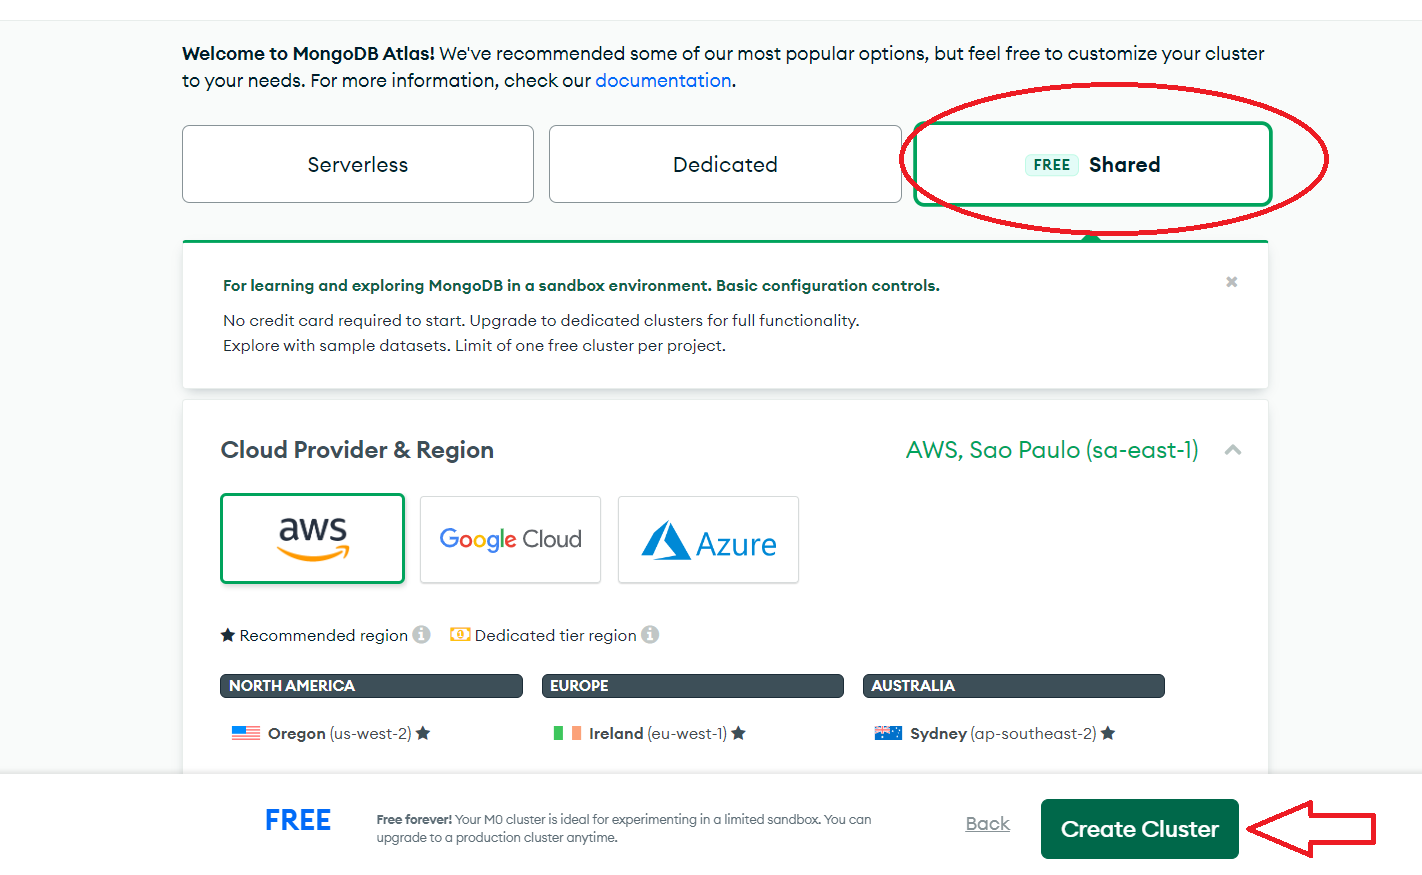 Welcome to MongoDB Atlas! We've recommended some of our most popular options, but feel free to customize your cluster
to your needs. For more information, check our documentation.
Serverless
Dedicated
FREE Shared
For learning and exploring MongoDB in a sandbox environment. Basic configuration controls.
No credit card required to start. Upgrade to dedicated clusters for full functionality.
Explore with sample datasets. Limit of one free cluster per project.
Cloud Provider & Region
AWS, Sao Paulo (sa-east-1)
aws
Google Cloud
Azure
Recommended region
Dedicated tier region
NORTH AMERICA
EUROPE
AUSTRALIA
Oregon (us-west-2)
Ireland (eu-west-1)
Sydney (ap-southeast-2)
FREE
Free forever! Your M0 cluster is ideal for experimenting in a limited sandbox. You can
upgrade to a production cluster anytime.
Back
Create Cluster